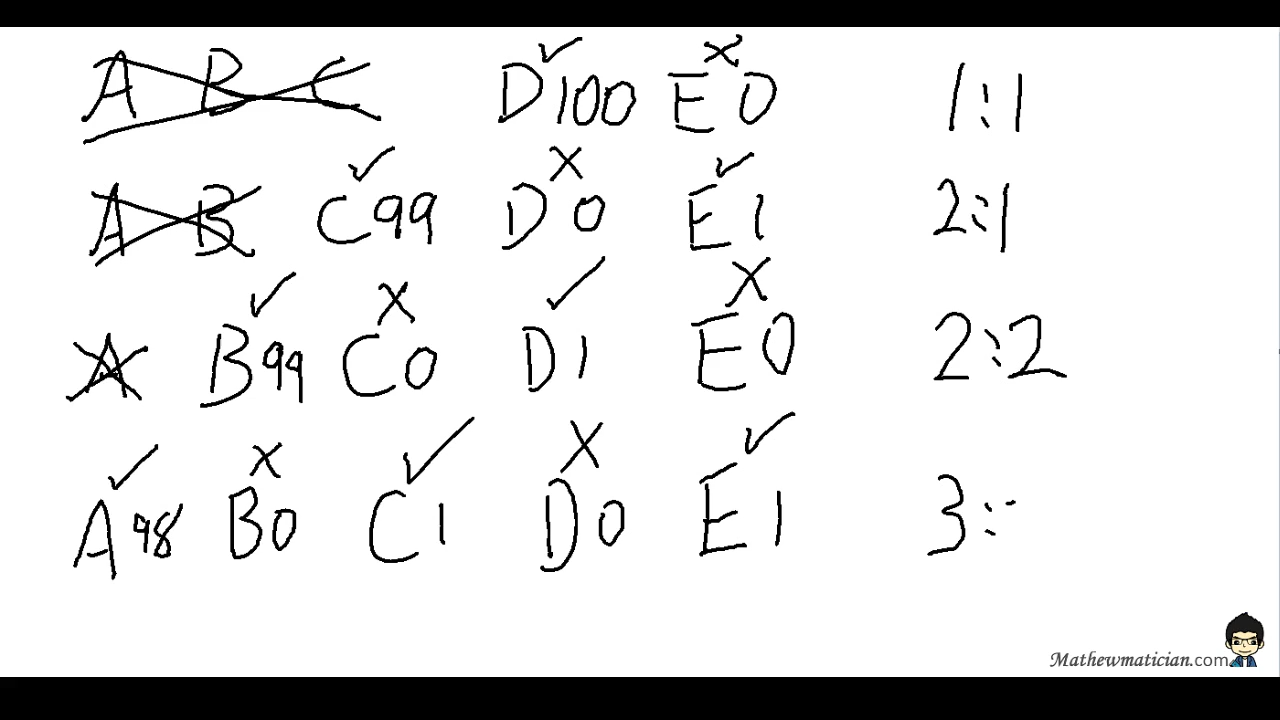 A B C D100 E0 1:1
A B C99 D0 E1 2:1
A B99 C0 D1 E0 2:2
A98 B0 C1 D0 E1 3:
Mathewmatician.com